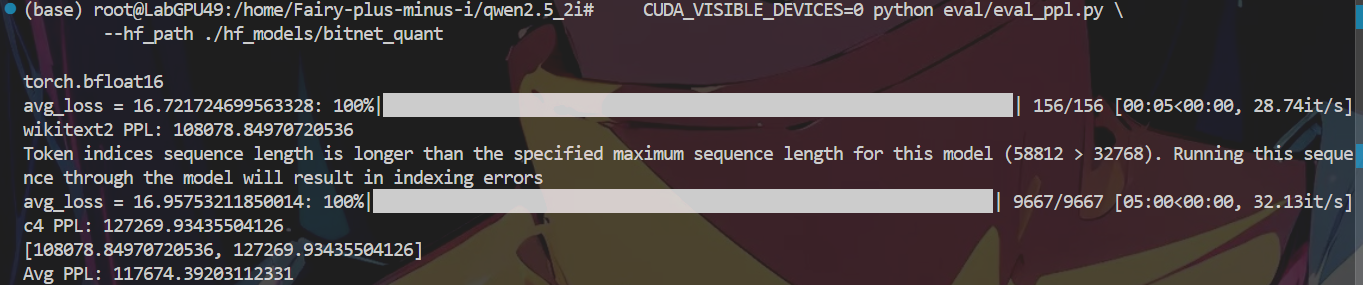 (base) root@LabGPU49:/home/Fairy-plus-minus-i/qwen2.5_2i#     CUDA_VISIBLE_DEVICES=0 python eval/eval_ppl.py \
        --hf_path ./hf_models/bitnet_quant
torch.bfloat16
avg_loss = 16.721724699563328: 100%|| 156/156 [00:05<00:00, 28.74it/s]
wikitext2 PPL: 108078.84970720536
Token indices sequence length is longer than the specified maximum sequence length for this model (58812 > 32768). Running this seque
nce through the model will result in indexing errors
avg_loss = 16.95753211850014: 100%|| 9667/9667 [05:00<00:00, 32.13it/s]
c4 PPL: 127269.93435504126
[108078.84970720536, 127269.93435504126]
Avg PPL: 117674.39203112331